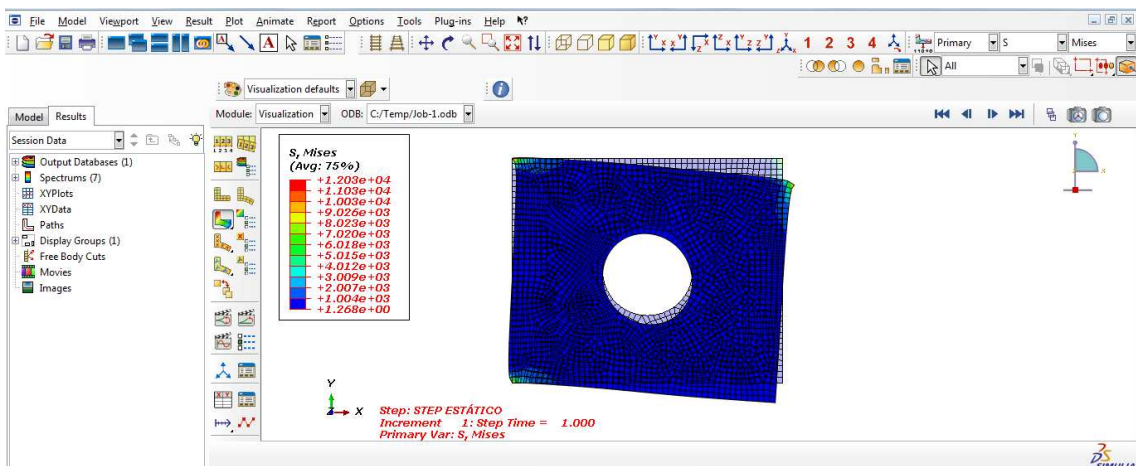 File Model Viewport View Result Plot Animate Report Options Tools Plug-ins Help
1 2 3 4 Primary S Mises
All
Visualization defaults
Model Results
Module: Visualization ODB: C:/Temp/Job-1.odb
Session Data
Output Databases (1)
Spectrums (7)
XYPlots
XYData
Paths
Display Groups (1)
Free Body Cuts
Movies
Images
S, Mises
(Avg: 75%)
+1.203e+04
+1.103e+04
+1.003e+04
+9.026e+03
+8.023e+03
+7.020e+03
+6.018e+03
+5.015e+03
+4.012e+03
+3.009e+03
+2.007e+03
+1.004e+03
+1.268e+00
Y
X
Step: STEP ESTÁTICO
Increment 1: Step Time = 1.000
Primary Var: S, Mises